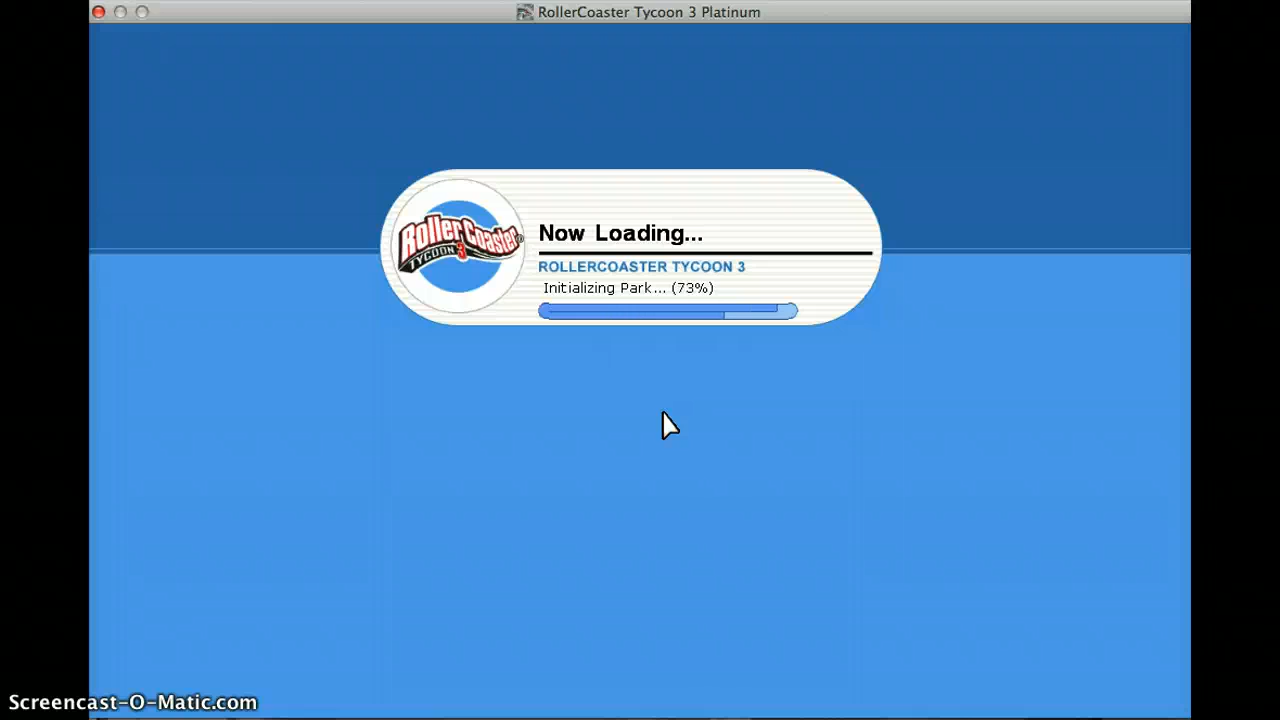 RollerCoaster Tycoon 3 Platinum
RollerCoaster®
TYCOON 3
Now Loading...
ROLLERCOASTER TYCOON 3
Initializing Park... (73%)
Screencast-O-Matic.com